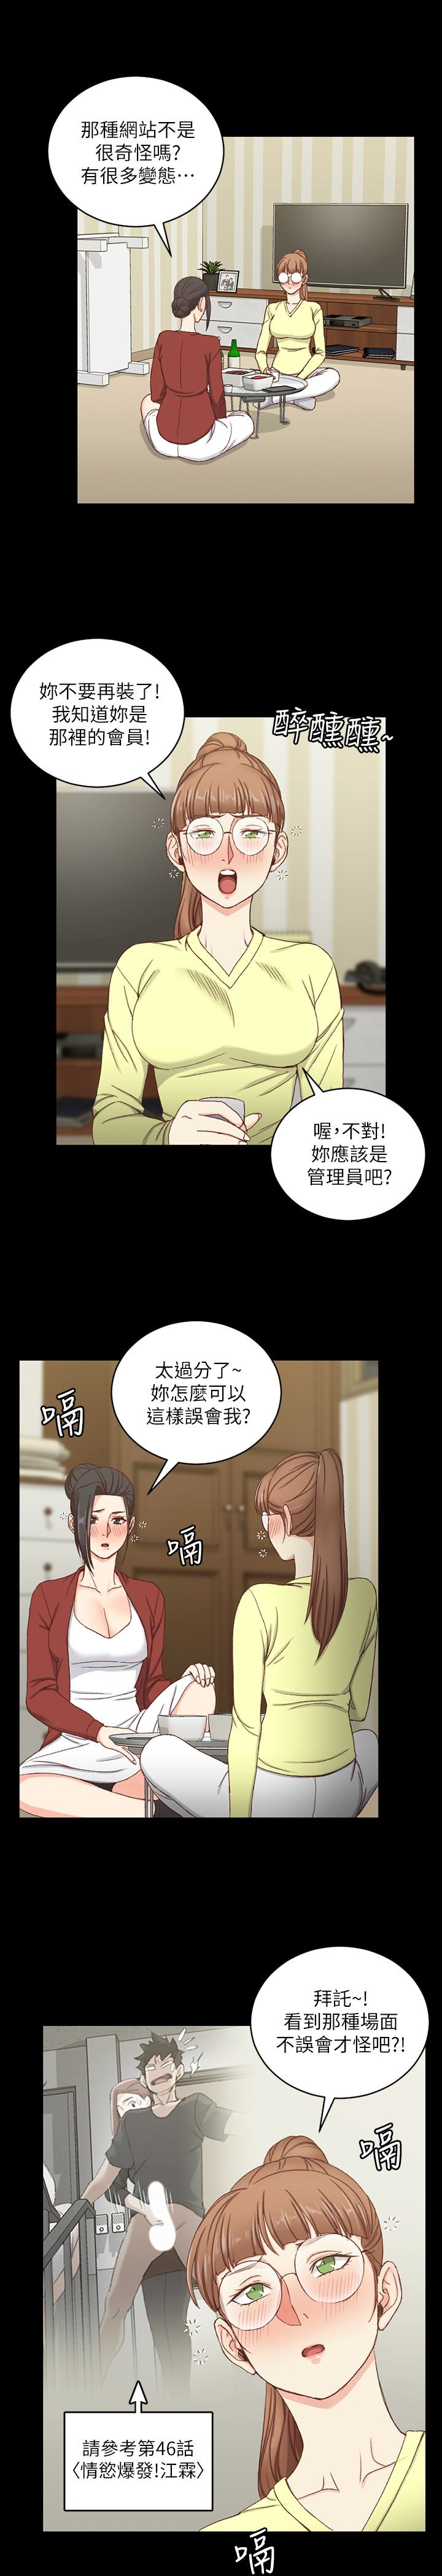 那種網站不是
很奇怪嗎?
有很多變態⋯
妳不要再裝了!
我知道妳是
那裡的會員!
醉醺醺~
喔,不對!
妳應該是
管理員吧?
太過分了~
妳怎麼可以
這樣誤會我?
嗝
嗝
拜託~!
看到那種場面
不誤會才怪吧?!
嗝
請參考第46話
〈情慾爆發!江霖〉
嗝